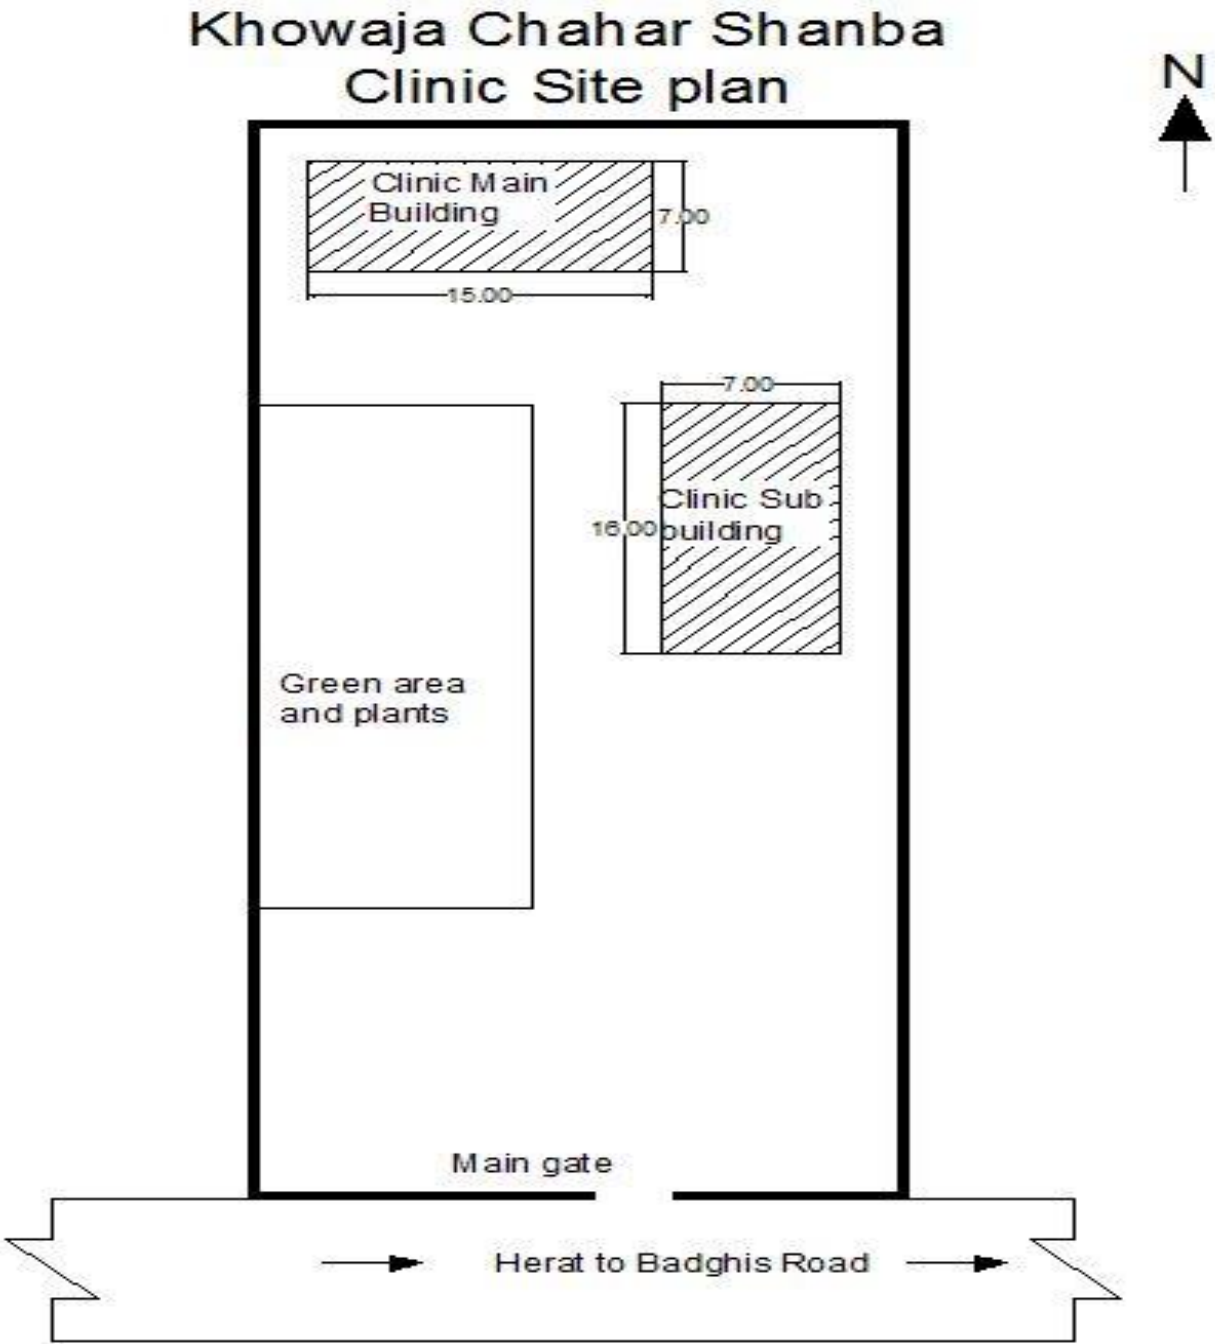 Khowaja Chahar Shanba
Clinic Site plan
N
Clinic Main
Building
7.00
15.00
7.00
Clinic Sub
building
16.00
Green area
and plants
Main gate
Herat to Badghis Road